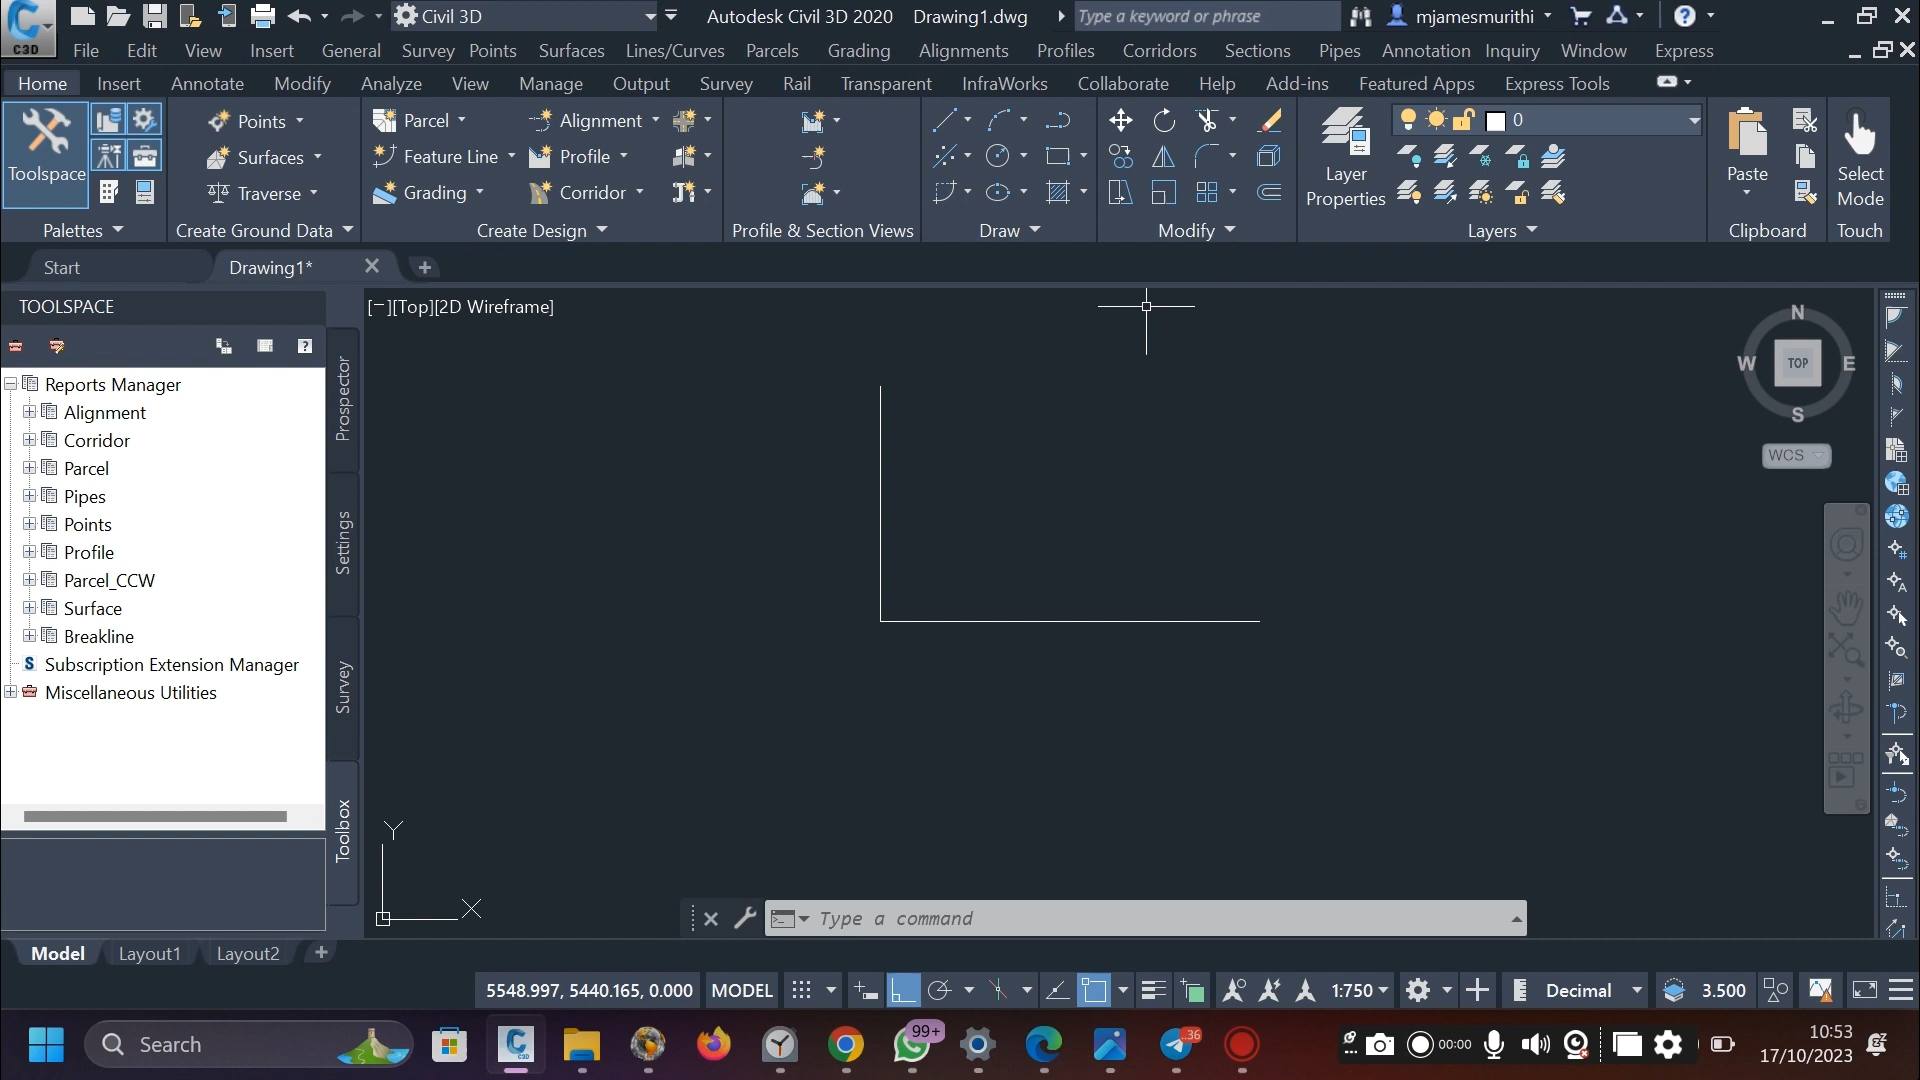 Civil 3D
Autodesk Civil 3D 2020 Drawing1.dwg
Type a keyword or phrase
mjamesmurithi
C3D
File Edit View Insert General Survey Points Surfaces Lines/Curves Parcels Grading Alignments Profiles Corridors Sections Pipes Annotation Inquiry Window Express
Home Insert Annotate Modify Analyze View Manage Output Survey Rail Transparent InfraWorks Collaborate Help Add-ins Featured Apps Express Tools
Toolspace
Palettes
Points
Surfaces
Traverse
Create Ground Data
Parcel
Feature Line
Grading
Alignment
Profile
Corridor
Create Design
Profile & Section Views
Draw
Modify
Layer
Properties
0
Layers
Paste
Clipboard
Select
Mode
Touch
Start
Drawing1*
TOOLSPACE
Reports Manager
Alignment
Corridor
Parcel
Pipes
Points
Profile
Parcel_CCW
Surface
Breakline
Subscription Extension Manager
Miscellaneous Utilities
Prospector
Settings
Survey
Toolbox
[−][Top][2D Wireframe]
N
W
TOP
E
S
WCS
Y
X
Type a command
Model Layout1 Layout2
5548.997, 5440.165, 0.000 MODEL
1:750
Decimal
3.500
Search
C3D
99+
36
00:00
10:53
17/10/2023